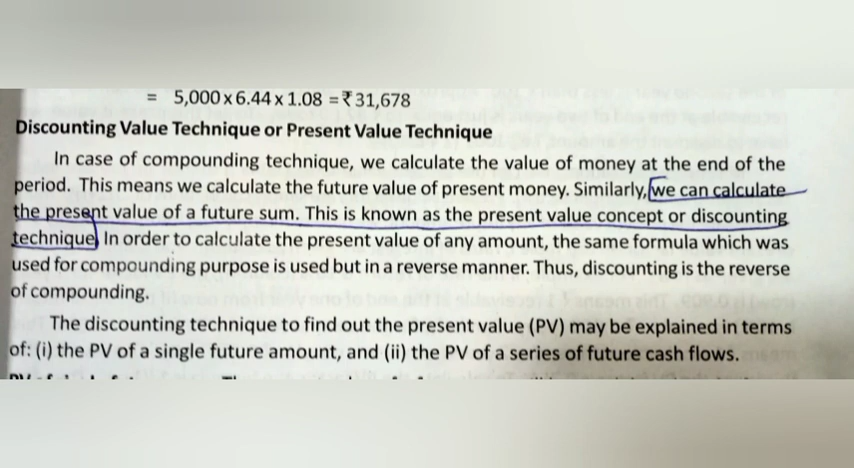 = 5,000 x 6.44 x 1.08 = ₹ 31,678
Discounting Value Technique or Present Value Technique
In case of compounding technique, we calculate the value of money at the end of the
period. This means we calculate the future value of present money. Similarly, we can calculate
the present value of a future sum. This is known as the present value concept or discounting
technique. In order to calculate the present value of any amount, the same formula which was
used for compounding purpose is used but in a reverse manner. Thus, discounting is the reverse
of compounding.
The discounting technique to find out the present value (PV) may be explained in terms
of: (i) the PV of a single future amount, and (ii) the PV of a series of future cash flows.